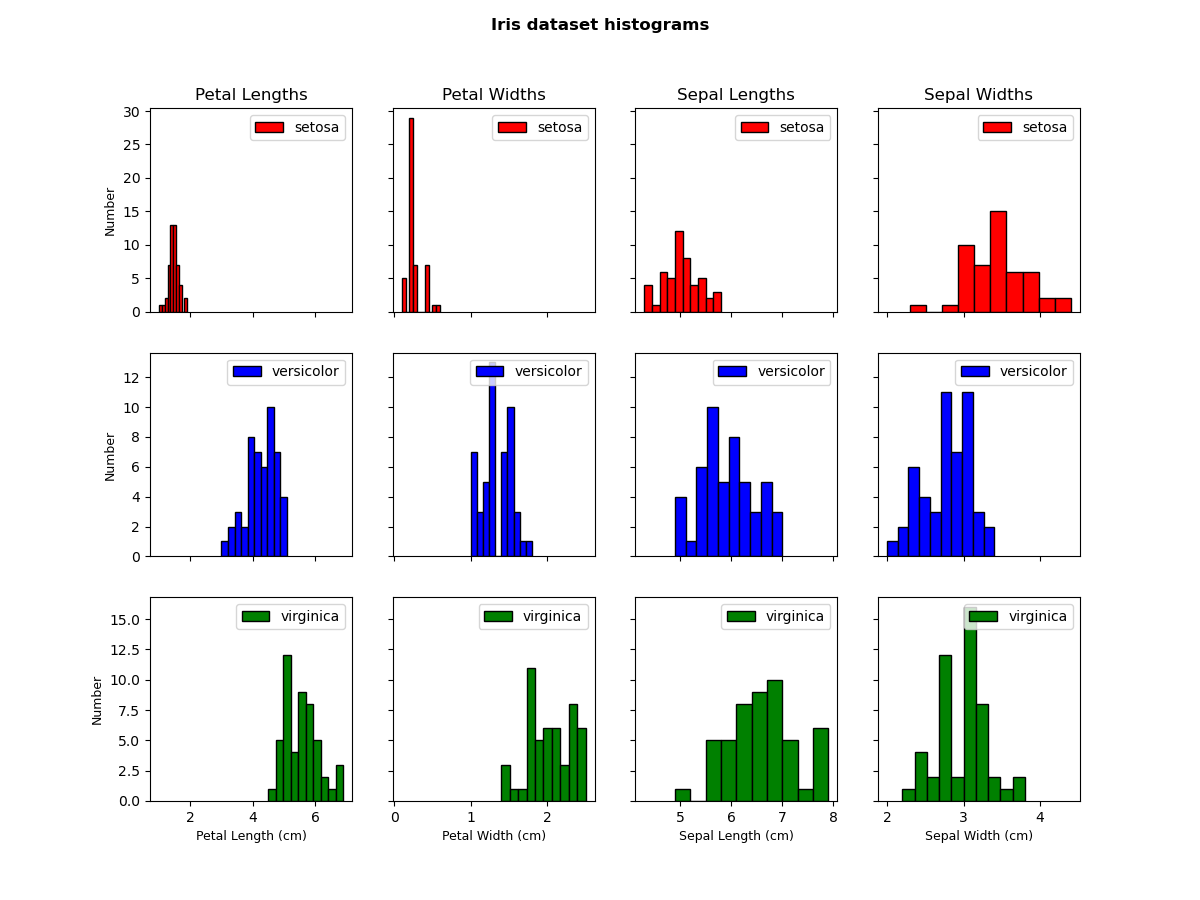 Iris dataset histograms
Petal Lengths Petal Widths Sepal Lengths Sepal Widths
30
setosa setosa setosa setosa
25
20
Number
15
10
5
0
versicolor versicolor versicolor versicolor
12
10
8
Number
6
4
2
0
virginica virginica virginica virginica
15.0
12.5
10.0
Number
7.5
5.0
2.5
0.0
2 4 6 0 1 2 5 6 7 8 2 3 4
Petal Length (cm) Petal Width (cm) Sepal Length (cm) Sepal Width (cm)